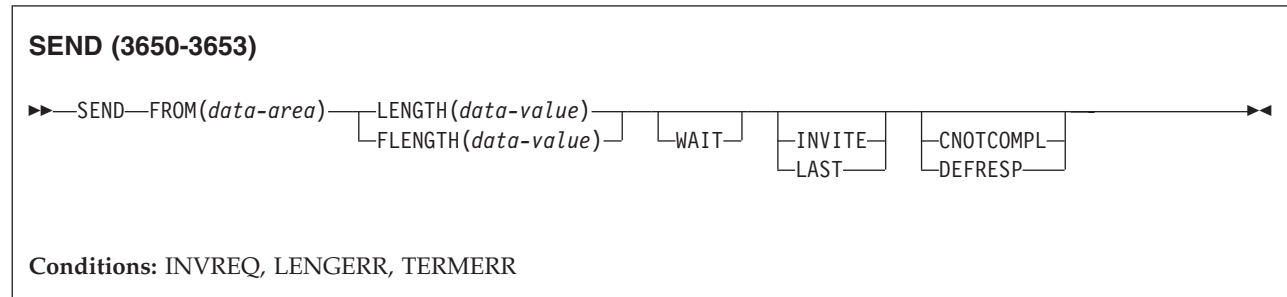 SEND (3650-3653)
SEND FROM(data-area) LENGTH(data-value)
FLENGTH(data-value) WAIT INVITE CNOTCOMPL
LAST DEFRESP
Conditions: INVREQ, LENGERR, TERMERR